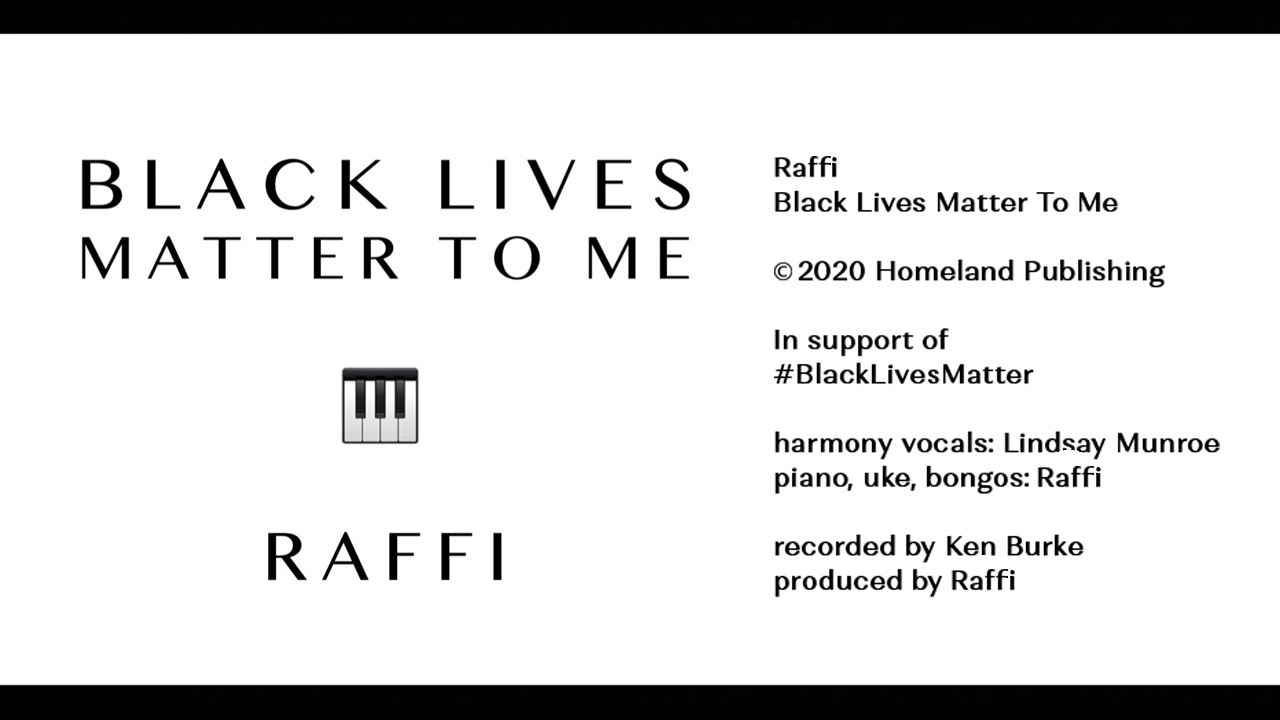 BLACK LIVES
MATTER TO ME
RAFFI
Raffi
Black Lives Matter To Me
© 2020 Homeland Publishing
In support of
#BlackLivesMatter
harmony vocals: Lindsay Munroe
piano, uke, bongos: Raffi
recorded by Ken Burke
produced by Raffi